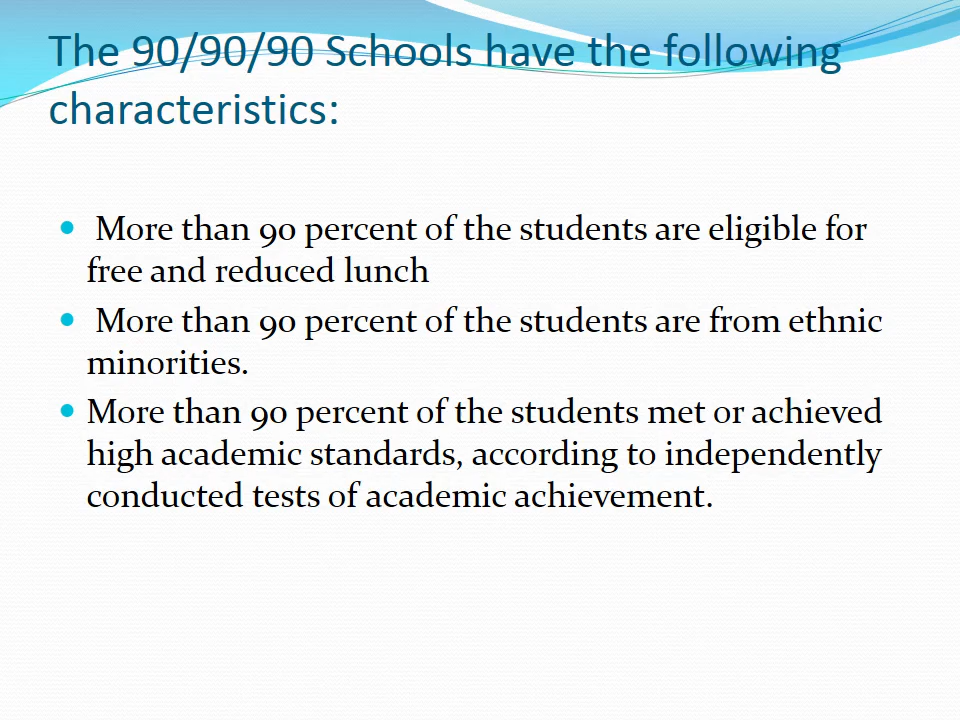 The 90/90/90 Schools have the following
characteristics:
• More than 90 percent of the students are eligible for
free and reduced lunch
• More than 90 percent of the students are from ethnic
minorities.
• More than 90 percent of the students met or achieved
high academic standards, according to independently
conducted tests of academic achievement.